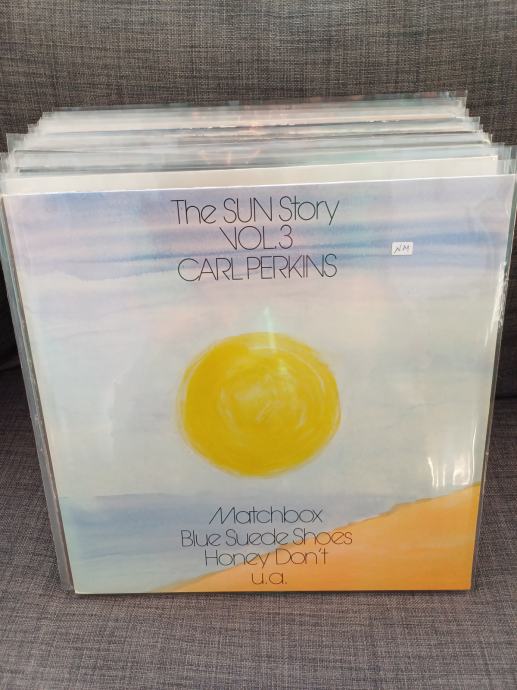 The SUN Story
VOL.3
CARL PERKINS
NM
Matchbox
Blue Suede Shoes
Honey Don't
u.a.